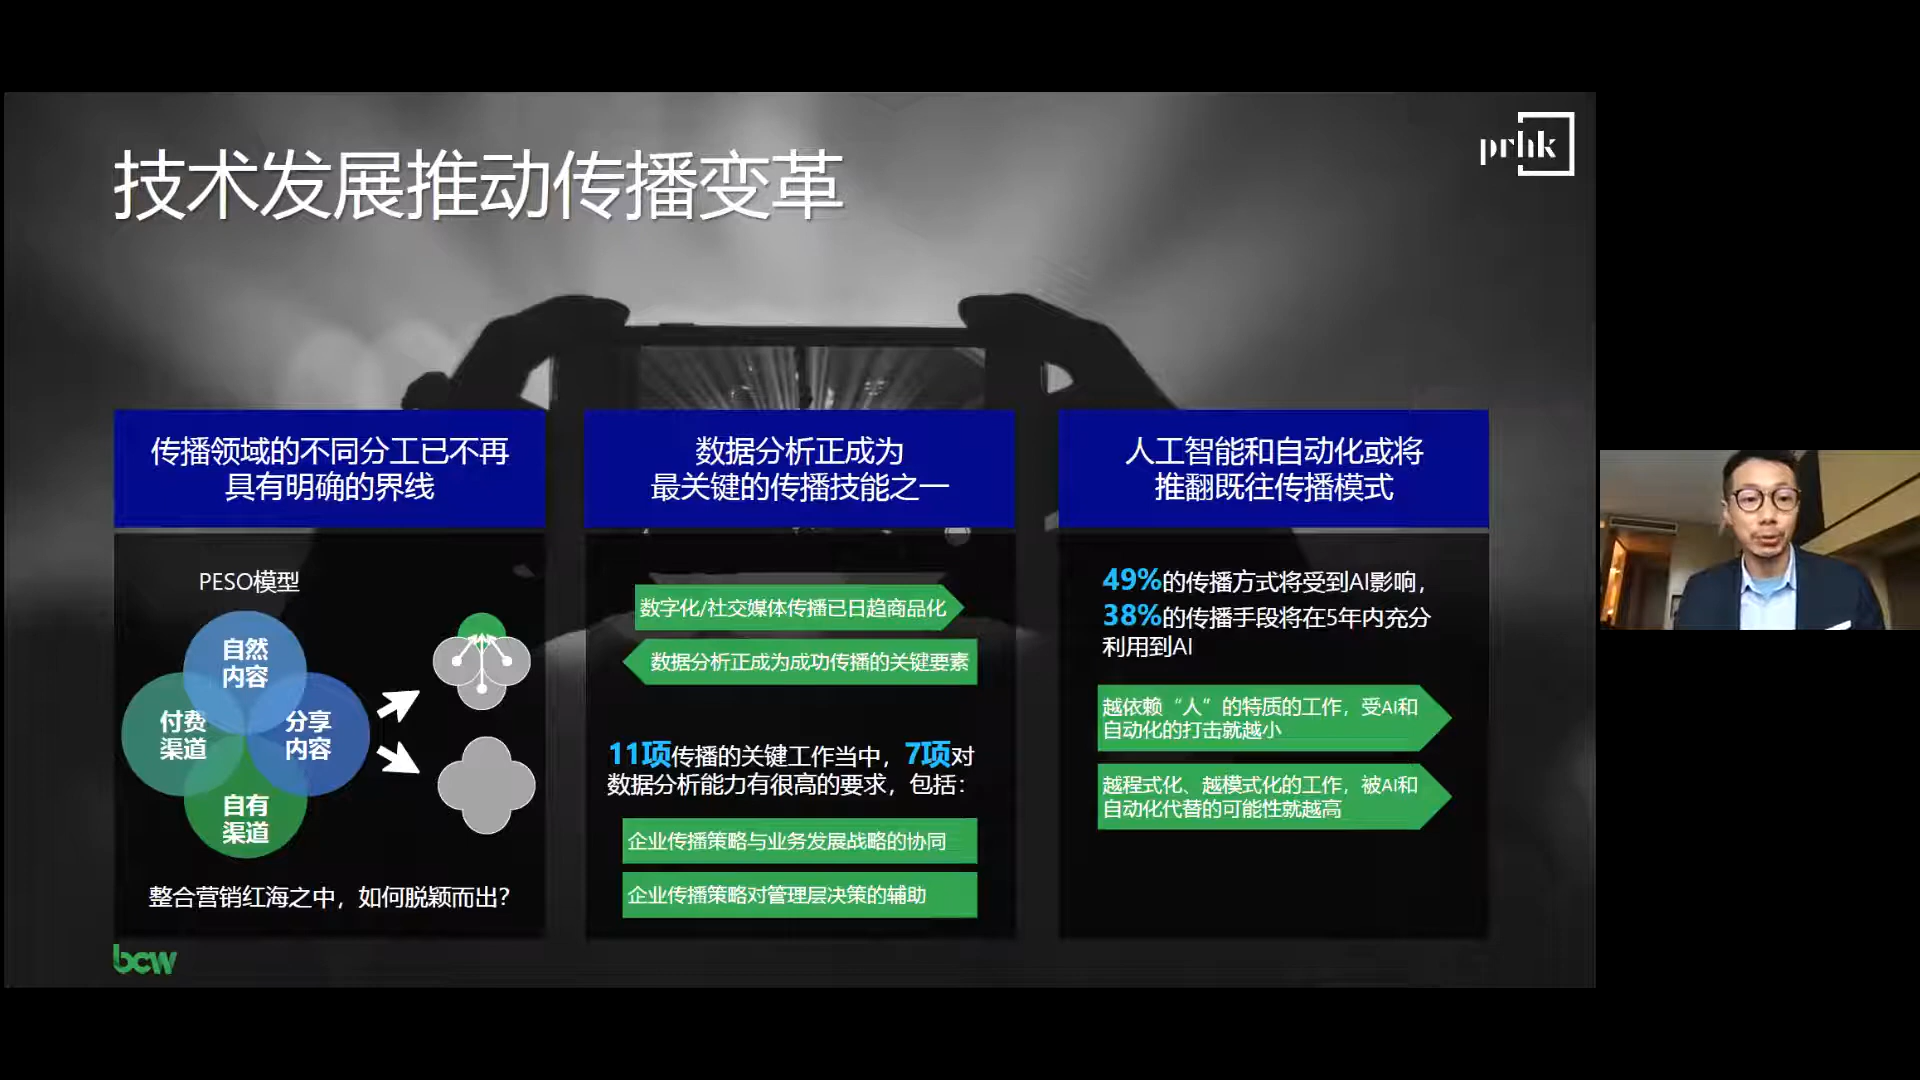 技术发展推动传播变革
prhk
传播领域的不同分工已不再
具有明确的界线
PESO模型
自然
内容
付费
渠道
分享
内容
自有
渠道
整合营销红海之中，如何脱颖而出？
数据分析正成为
最关键的传播技能之一
数字化/社交媒体传播已日趋商品化
数据分析正成为成功传播的关键要素
11项传播的关键工作当中，7项对
数据分析能力有很高的要求，包括：
企业传播策略与业务发展战略的协同
企业传播策略对管理层决策的辅助
人工智能和自动化或将
推翻既往传播模式
49%的传播方式将受到AI影响，
38%的传播手段将在5年内充分
利用到AI
越依赖“人”的特质的工作，受AI和
自动化的打击就越小
越程式化、越模式化的工作，被AI和
自动化代替的可能性就越高
bcw